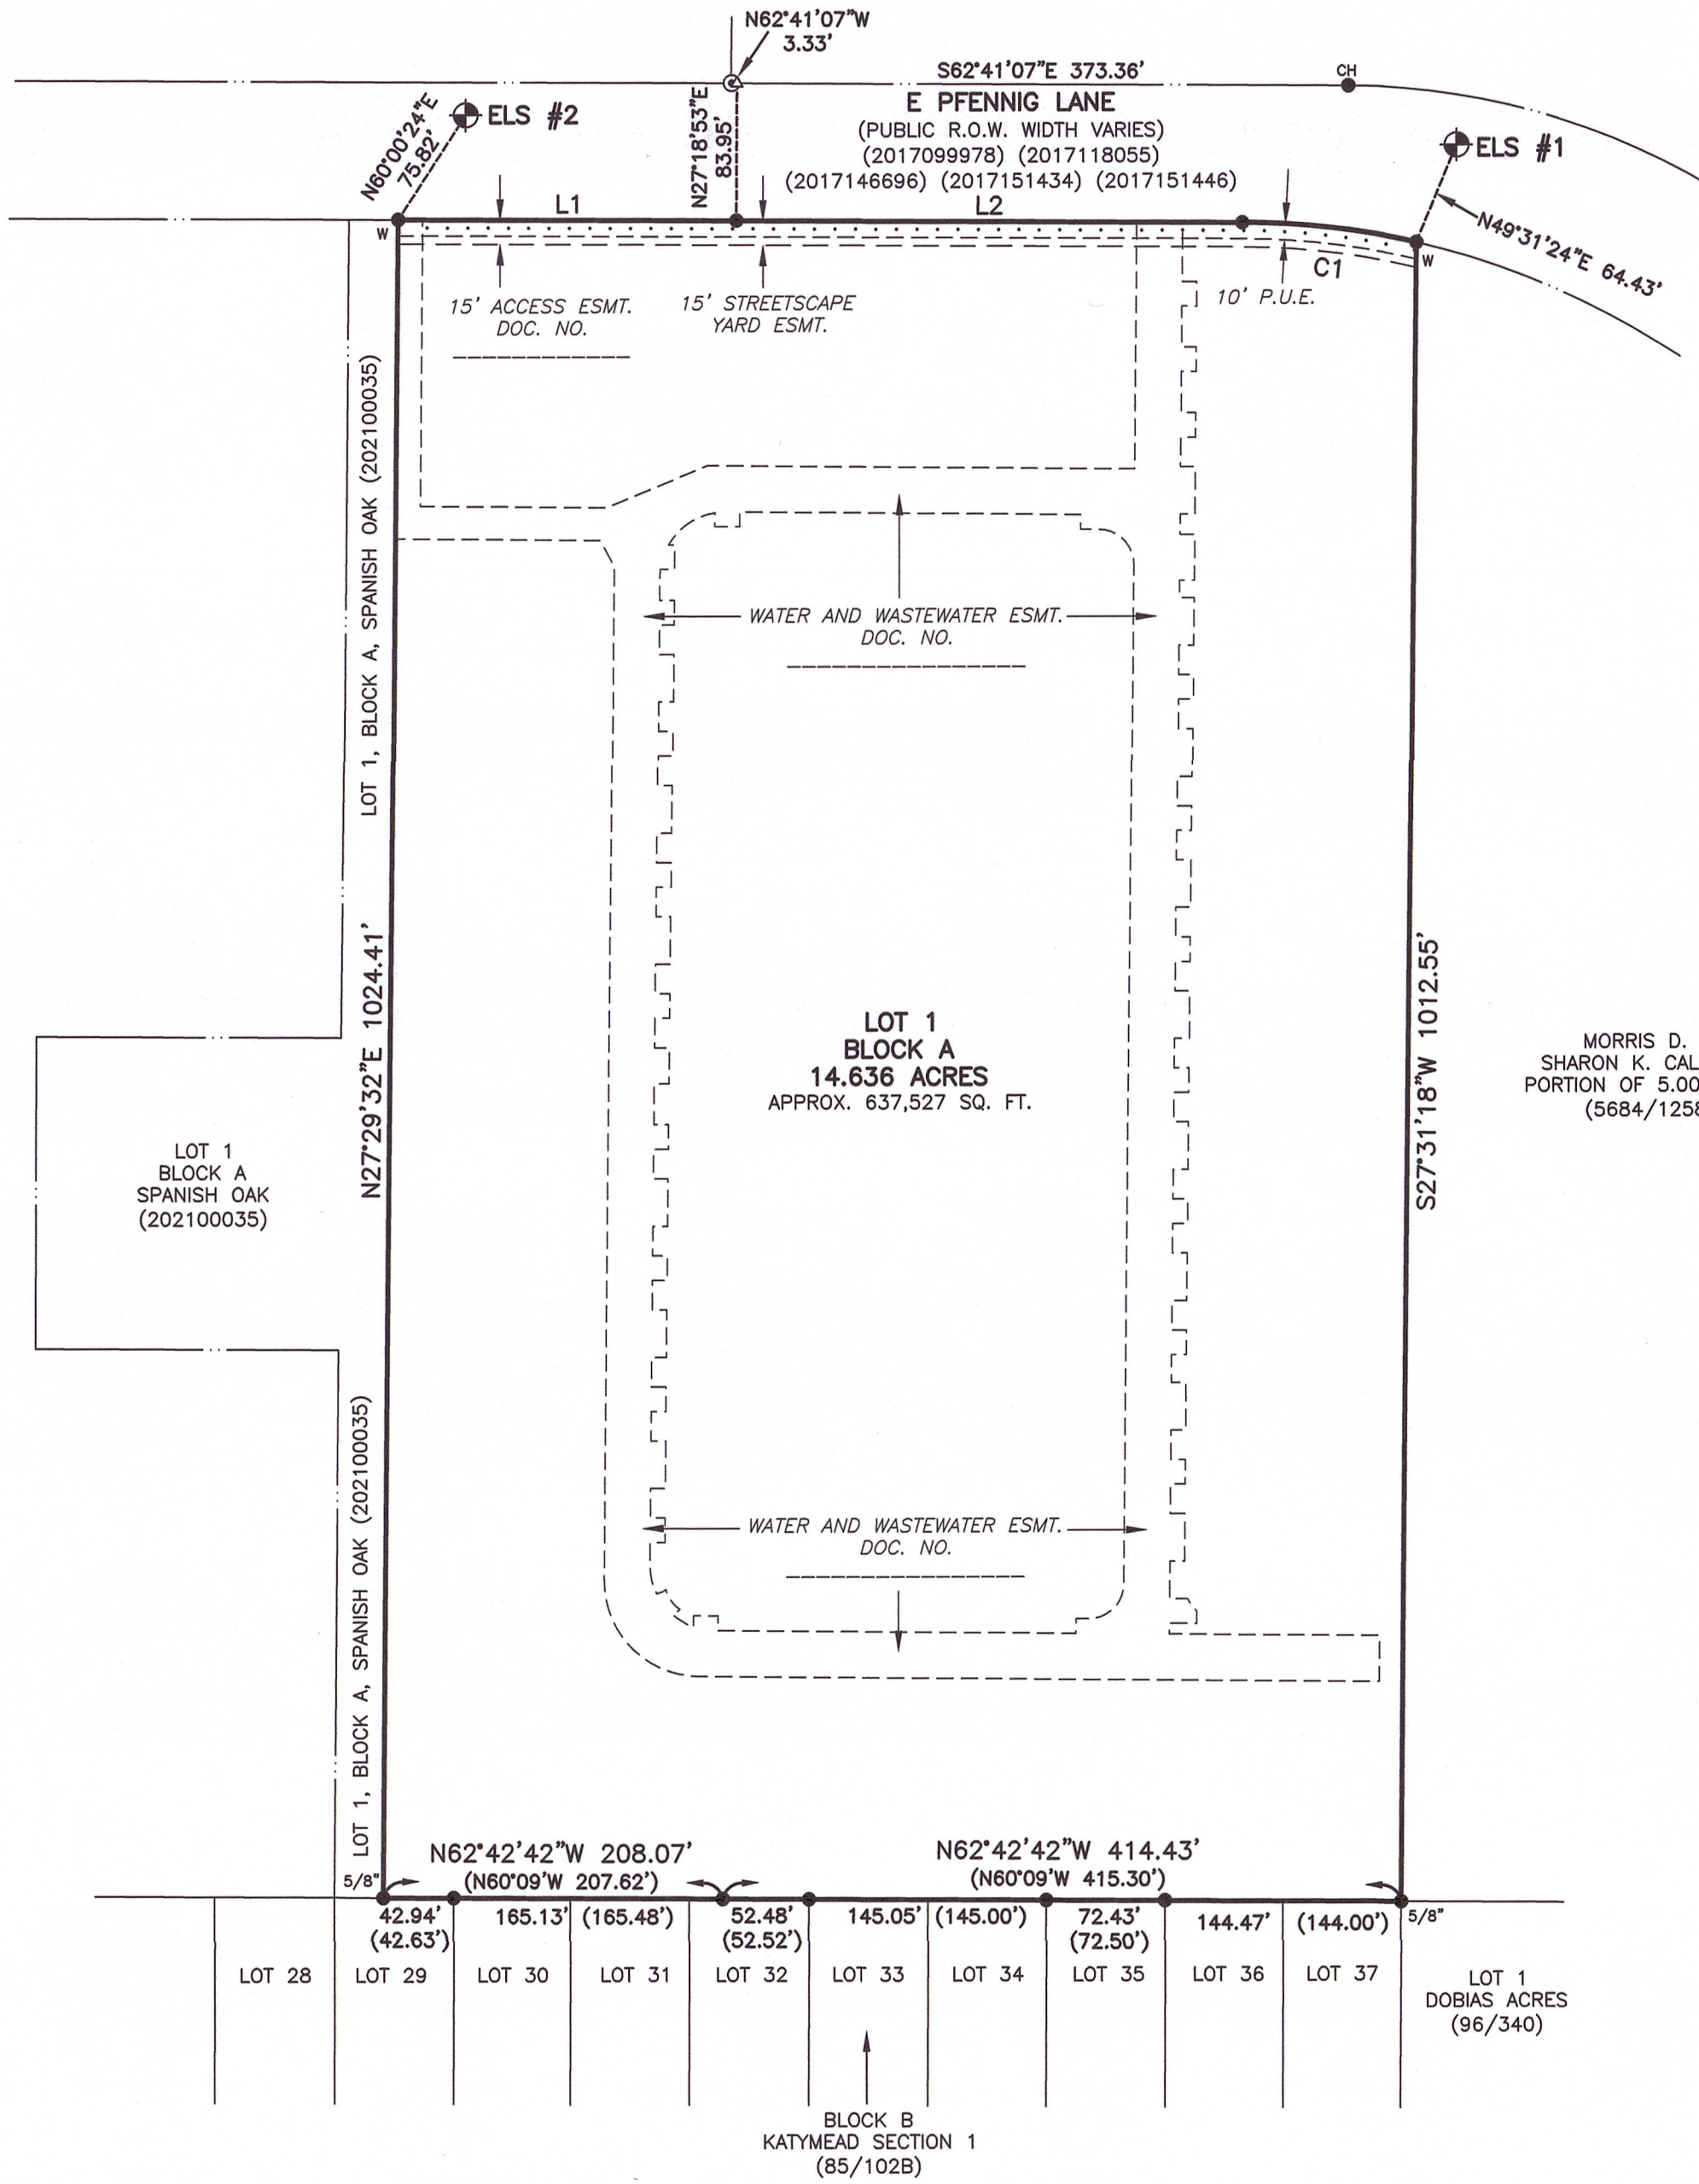 N62°41'07"W
3.33'
S62°41'07"E 373.36'
CH
E PFENNIG LANE
(PUBLIC R.O.W. WIDTH VARIES)
(2017099978) (2017118055)
(2017146696) (2017151434) (2017151446)
N60°00'24"E
75.82'
ELS #2
N27°18'53"E
83.95'
ELS #1
N49°31'24"E 64.43'
L1
L2
W
W
C1
15' ACCESS ESMT.
DOC. NO.
15' STREETSCAPE
YARD ESMT.
10' P.U.E.
LOT 1, BLOCK A, SPANISH OAK (202100035)
WATER AND WASTEWATER ESMT.
DOC. NO.
N27°29'32"E 1024.41'
LOT 1
BLOCK A
14.636 ACRES
APPROX. 637,527 SQ. FT.
S27°31'18"W 1012.55'
MORRIS D.
SHARON K. CAL
PORTION OF 5.00
(5684/1258
LOT 1
BLOCK A
SPANISH OAK
(202100035)
LOT 1, BLOCK A, SPANISH OAK (202100035)
WATER AND WASTEWATER ESMT.
DOC. NO.
N62°42'42"W 208.07'
(N60°09'W 207.62')
N62°42'42"W 414.43'
(N60°09'W 415.30')
5/8"
42.94'
(42.63')
165.13'
(165.48')
52.48'
(52.52')
145.05'
(145.00')
72.43'
(72.50')
144.47'
(144.00')
5/8"
LOT 28
LOT 29
LOT 30
LOT 31
LOT 32
LOT 33
LOT 34
LOT 35
LOT 36
LOT 37
LOT 1
DOBIAS ACRES
(96/340)
BLOCK B
KATYMEAD SECTION 1
(85/102B)